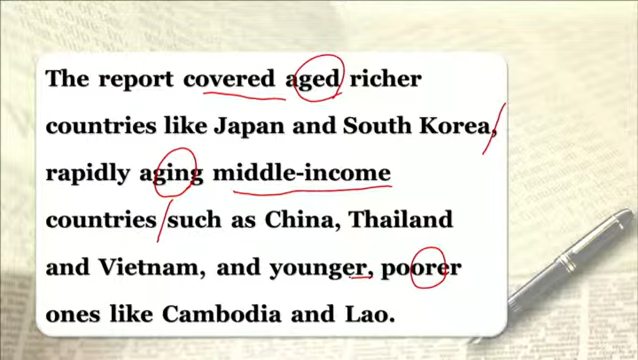 The report covered aged richer
countries like Japan and South Korea,
rapidly aging middle-income
countries such as China, Thailand
and Vietnam, and younger, poorer
ones like Cambodia and Lao.